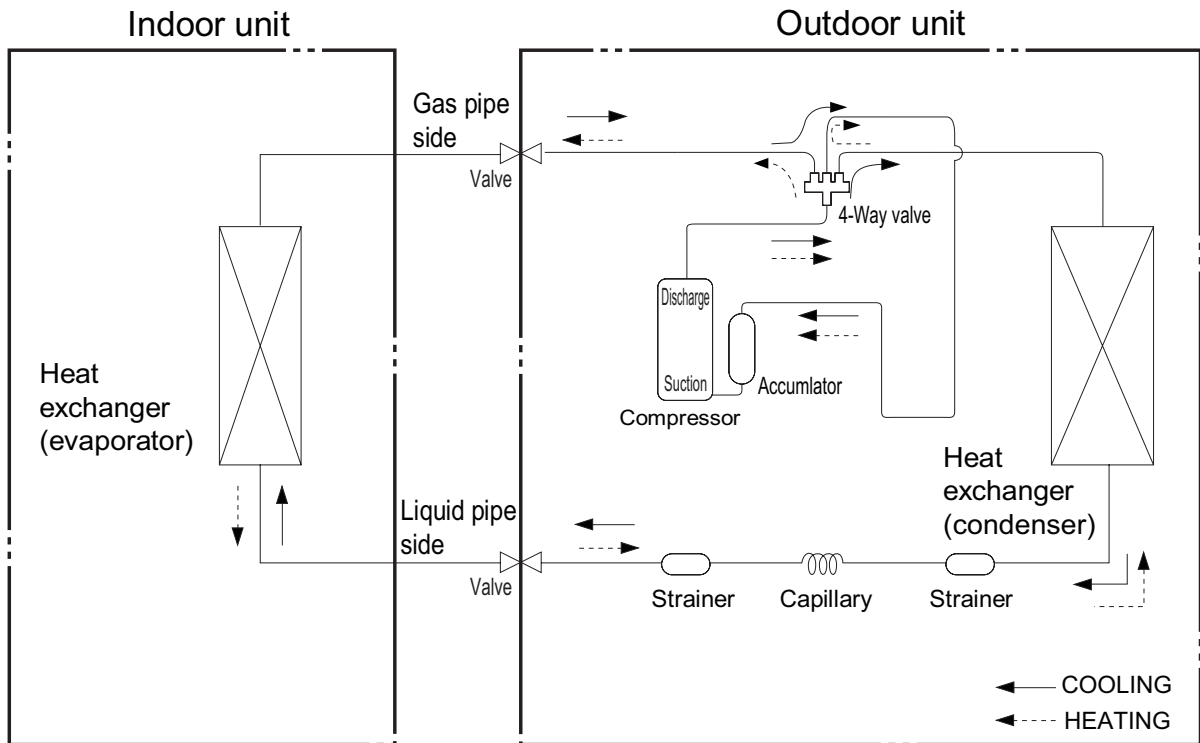 Indoor unit
Outdoor unit
Gas pipe
side
Valve
4-Way valve
Discharge
Suction
Compressor
Accumlator
Heat
exchanger
(evaporator)
Heat
exchanger
(condenser)
Liquid pipe
side
Valve
Strainer
Capillary
Strainer
COOLING
HEATING